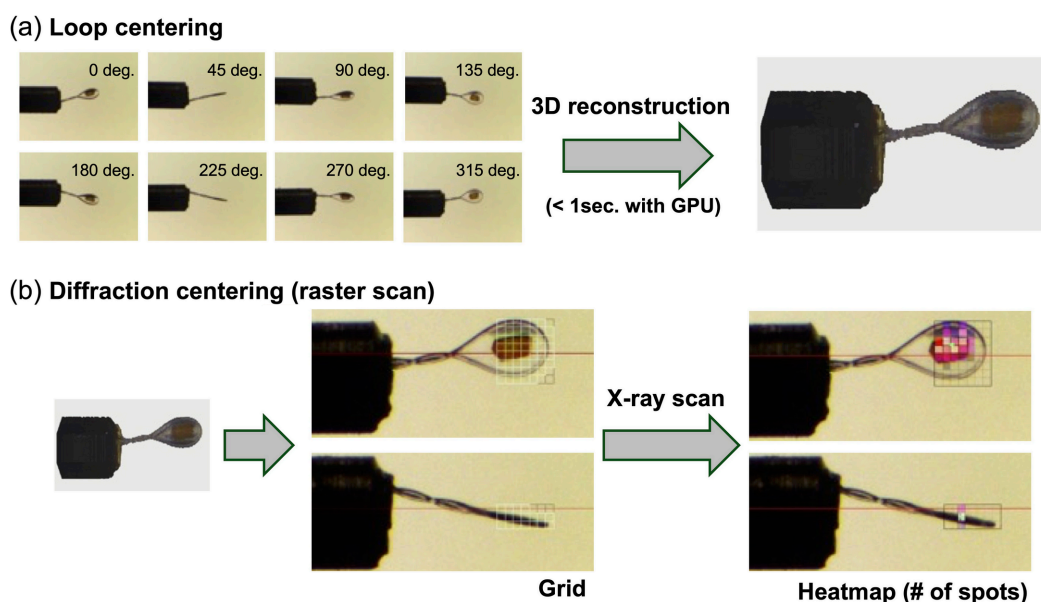 (a) Loop centering
0 deg.
45 deg.
90 deg.
135 deg.
180 deg.
225 deg.
270 deg.
315 deg.
3D reconstruction
(< 1sec. with GPU)
(b) Diffraction centering (raster scan)
X-ray scan
Grid
Heatmap (# of spots)